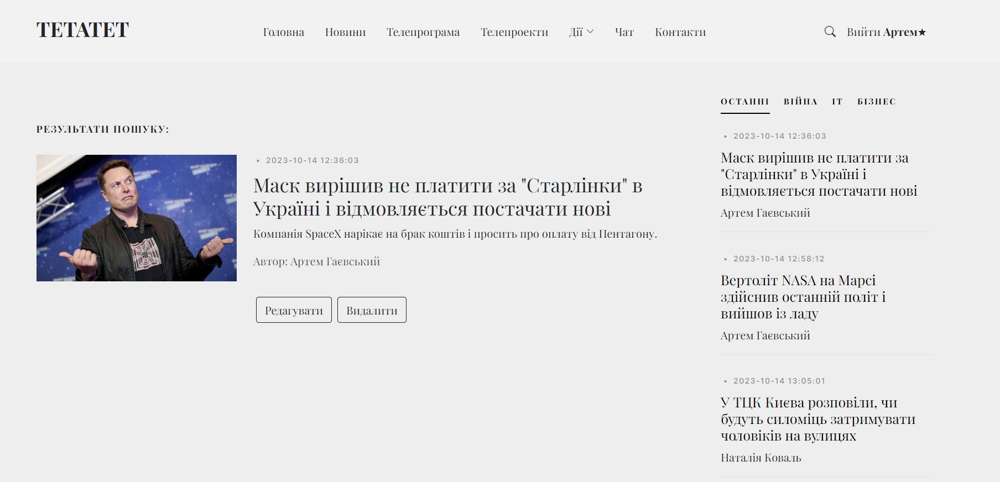 ТЕТАТЕТ
Головна Новини Телепрограма Телепроекти Дії Чат Контакти
Вийти Артем★
РЕЗУЛЬТАТИ ПОШУКУ:
• 2023-10-14 12:36:03
Маск вирішив не платити за "Старлінки" в
Україні і відмовляється постачати нові
Компанія SpaceX нарікає на брак коштів і просить про оплату від Пентагону.
Автор: Артем Гаєвський
Редагувати Видалити
ОСТАННІ ВІЙНА IT БІЗНЕС
• 2023-10-14 12:36:03
Маск вирішив не платити за
"Старлінки" в Україні і
відмовляється постачати нові
Артем Гаєвський
• 2023-10-14 12:58:12
Вертоліт NASA на Марсі
здійснив останній політ і
вийшов із ладу
Артем Гаєвський
• 2023-10-14 13:05:01
У ТЦК Києва розповіли, чи
будуть силоміць затримувати
чоловіків на вулицях
Наталія Коваль